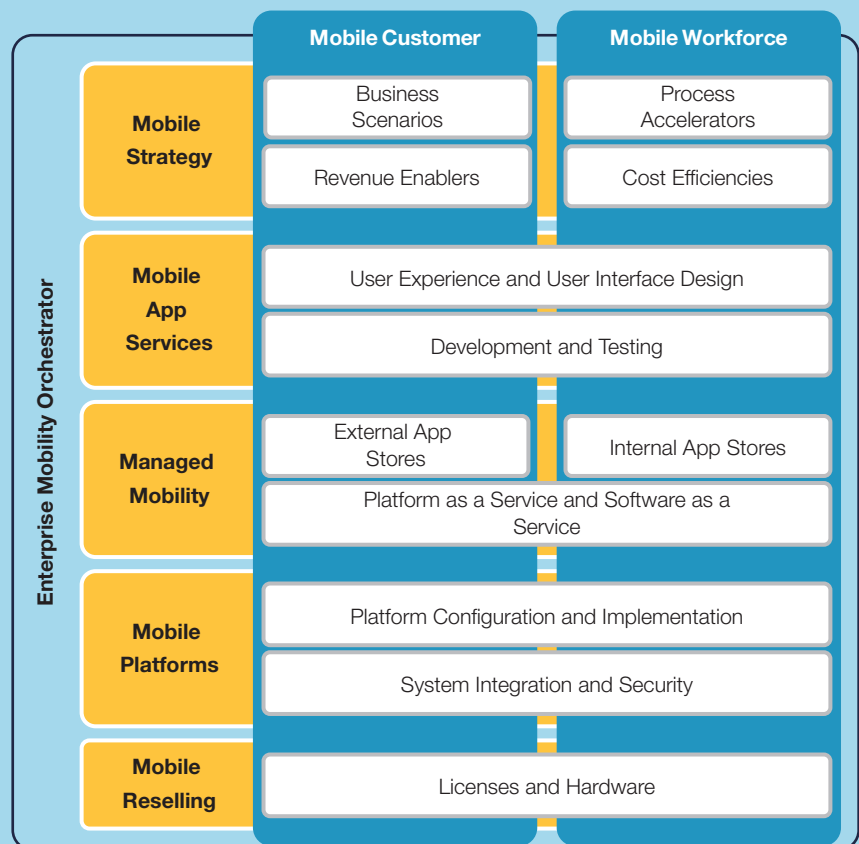 Mobile Customer
Mobile Workforce
Enterprise Mobility Orchestrator
Mobile
Strategy
Business
Scenarios
Process
Accelerators
Revenue Enablers
Cost Efficiencies
Mobile
App
Services
User Experience and User Interface Design
Development and Testing
Managed
Mobility
External App
Stores
Internal App Stores
Platform as a Service and Software as a
Service
Mobile
Platforms
Platform Configuration and Implementation
System Integration and Security
Mobile
Reselling
Licenses and Hardware